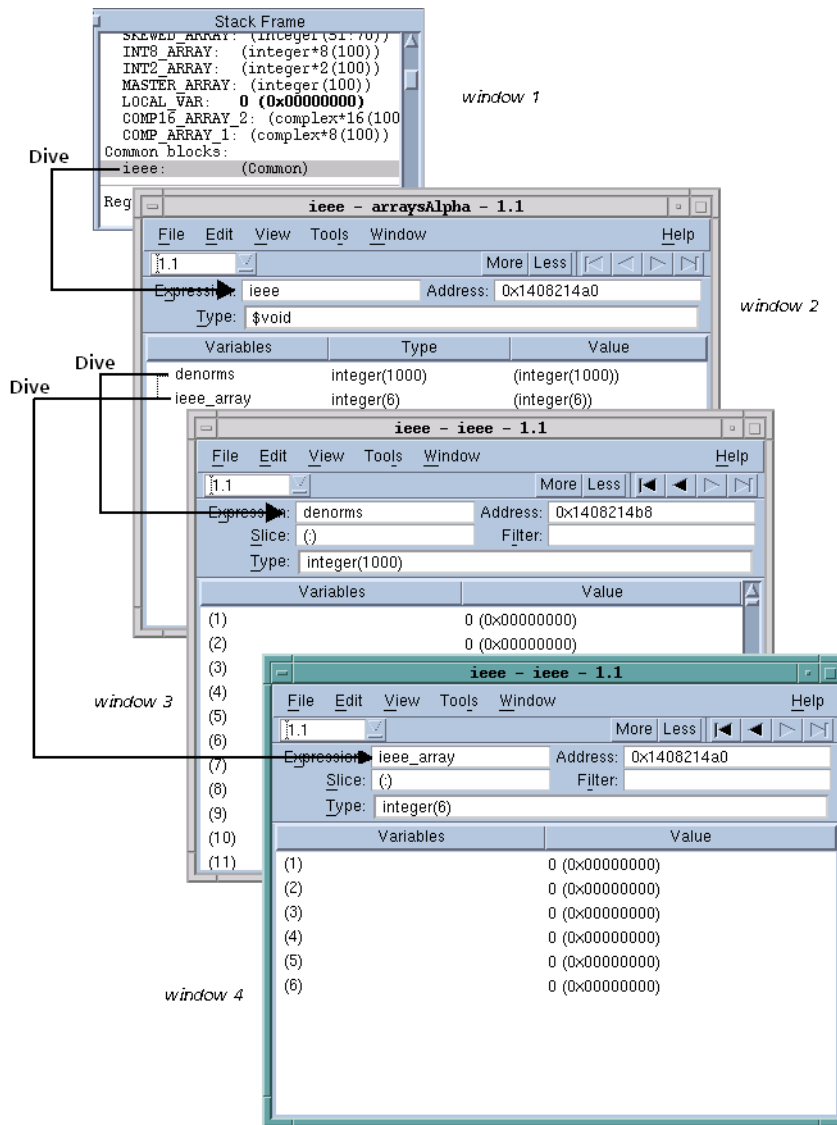 Stack Frame
SKEWED_ARRAY: (integer(51:70))
INT8_ARRAY: (integer*8(100))
INT2_ARRAY: (integer*2(100))
MASTER_ARRAY: (integer(100))
LOCAL_VAR: 0 (0x00000000)
COMP16_ARRAY_2: (complex*16(100
COMP_ARRAY_1: (complex*8(100))
Common blocks:
ieee: (Common)
Reg
window 1
Dive
ieee - arraysAlpha - 1.1
File Edit View Tools Window Help
1.1 More Less
Expression: ieee Address: 0x1408214a0
Type: $void
window 2
Variables Type Value
denorms integer(1000) (integer(1000))
ieee_array integer(6) (integer(6))
Dive
Dive
ieee - ieee - 1.1
File Edit View Tools Window Help
1.1 More Less
Expression: denorms Address: 0x1408214b8
Slice: (:) Filter:
Type: integer(1000)
Variables Value
(1) 0 (0x00000000)
(2) 0 (0x00000000)
(3)
(4)
(5)
(6)
(7)
(8)
(9)
(10)
(11)
window 3
ieee - ieee - 1.1
File Edit View Tools Window Help
1.1 More Less
Expression: ieee_array Address: 0x1408214a0
Slice: (:) Filter:
Type: integer(6)
Variables Value
(1) 0 (0x00000000)
(2) 0 (0x00000000)
(3) 0 (0x00000000)
(4) 0 (0x00000000)
(5) 0 (0x00000000)
(6) 0 (0x00000000)
window 4